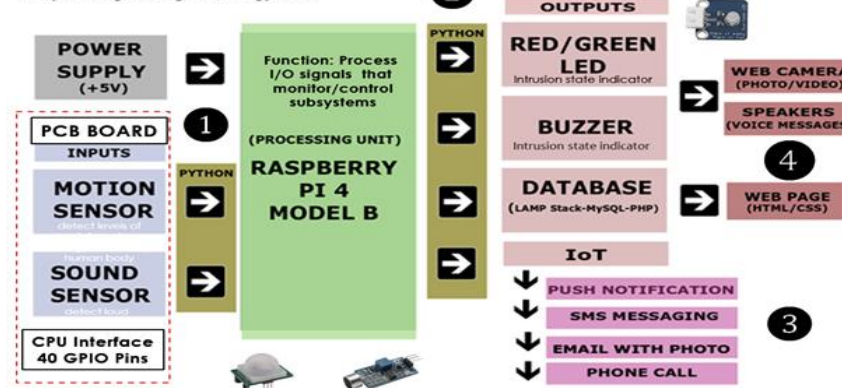 OUTPUTS
POWER
SUPPLY
(+5V)
PCB BOARD
1
INPUTS
MOTION
SENSOR
detect levels of
human body
SOUND
SENSOR
detect loud
CPU Interface
40 GPIO Pins
PYTHON
Function: Process
I/O signals that
monitor/control
subsystems
(PROCESSING UNIT)
RASPBERRY
PI 4
MODEL B
PYTHON
RED/GREEN
LED
Intrusion state indicator
BUZZER
Intrusion state indicator
DATABASE
(LAMP Stack-MySQL-PHP)
IoT
PUSH NOTIFICATION
SMS MESSAGING
EMAIL WITH PHOTO
PHONE CALL
3
WEB CAMERA
(PHOTO/VIDEO)
SPEAKERS
(VOICE MESSAGES)
4
WEB PAGE
(HTML/CSS)